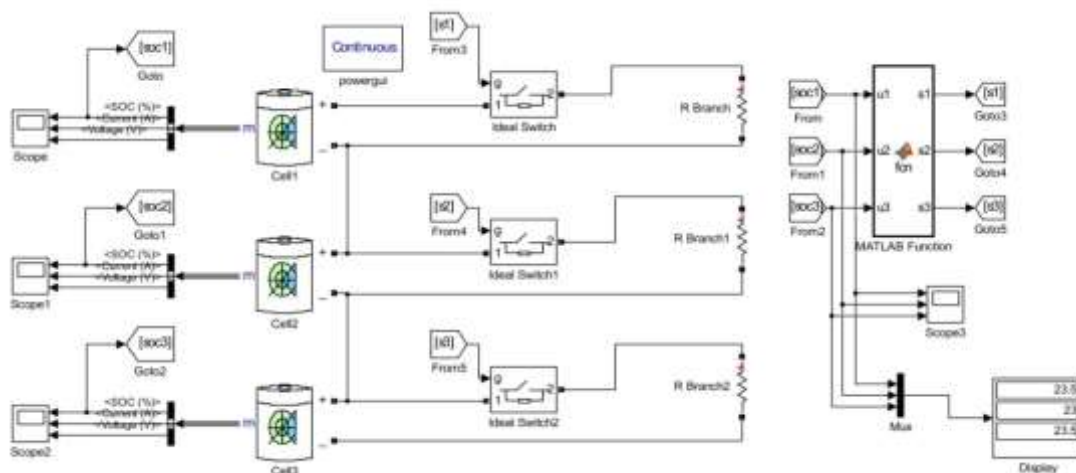 [soc1]
Goto
<SOC (%)>
<Current (A)>
<Voltage (V)>
Scope
m
+
_
Cell1
Continuous
powergui
[s1]
From3
g
1
2
Ideal Switch
+
R Branch
[soc2]
Goto1
<SOC (%)>
<Current (A)>
<Voltage (V)>
Scope1
m
+
_
Cell2
[s2]
From4
g
1
2
Ideal Switch1
+
R Branch1
[soc3]
Goto2
<SOC (%)>
<Current (A)>
<Voltage (V)>
Scope2
m
+
_
Cell3
[s3]
From5
g
1
2
Ideal Switch2
+
R Branch2
[soc1]
From
[soc2]
From1
[soc3]
From2
u1
u2
u3
fcn
s1
s2
s3
MATLAB Function
[s1]
Goto3
[s2]
Goto4
[s3]
Goto5
Scope3
Mux
23.5
23
23.5
Display